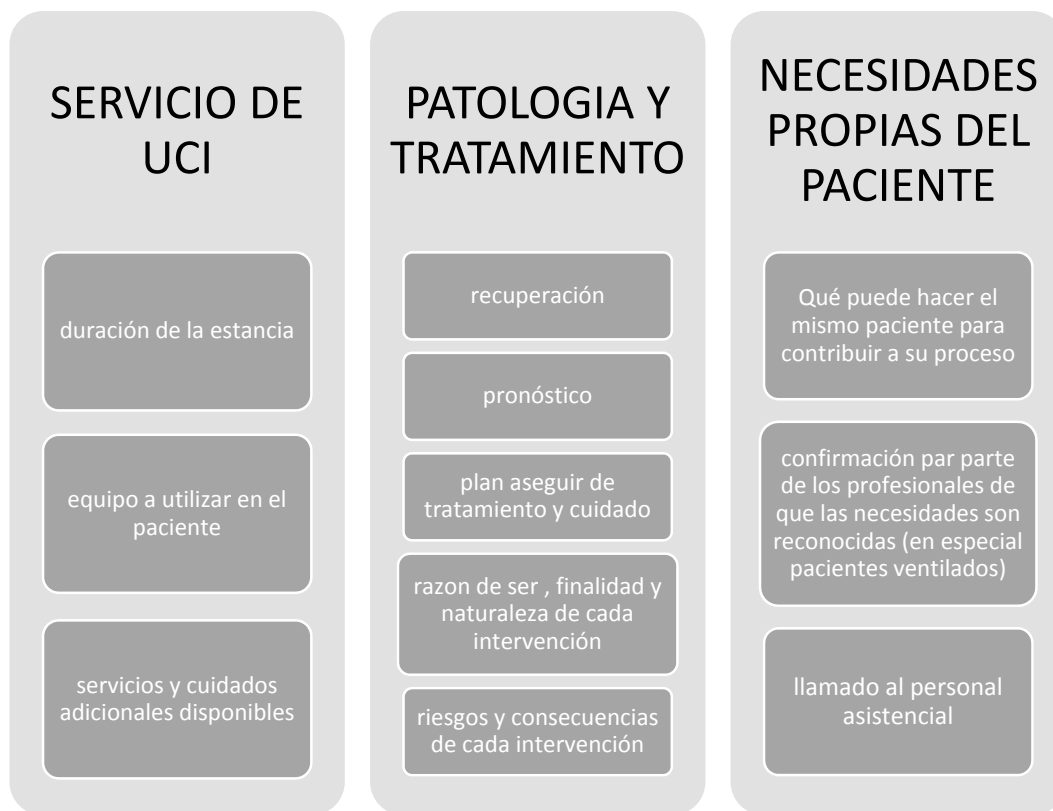 SERVICIO DE
UCI
duración de la estancia
equipo a utilizar en el
paciente
servicios y cuidados
adicionales disponibles
PATOLOGIA Y
TRATAMIENTO
recuperación
pronóstico
plan aseguir de
tratamiento y cuidado
razon de ser , finalidad y
naturaleza de cada
intervención
riesgos y consecuencias
de cada intervención
NECESIDADES
PROPIAS DEL
PACIENTE
Qué puede hacer el
mismo paciente para
contribuir a su proceso
confirmación par parte
de los profesionales de
que las necesidades son
reconocidas (en especial
pacientes ventilados)
llamado al personal
asistencial